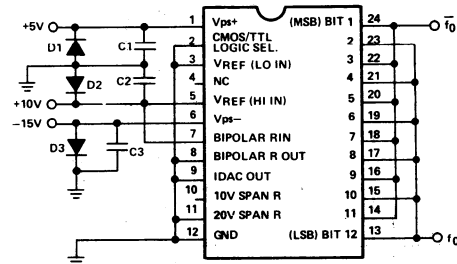 +5V
D1
C1
C2
D2
+10V
−15V
D3
C3
1 Vps+
2 CMOS/TTL LOGIC SEL.
3 VREF (LO IN)
4 NC
5 VREF (HI IN)
6 Vps−
7 BIPOLAR RIN
8 BIPOLAR R OUT
9 IDAC OUT
10 10V SPAN R
11 20V SPAN R
12 GND
(MSB) BIT 1 24
2 23
3 22
4 21
5 20
6 19
7 18
8 17
9 16
10 15
11 14
(LSB) BIT 12 13
f̅0
f0